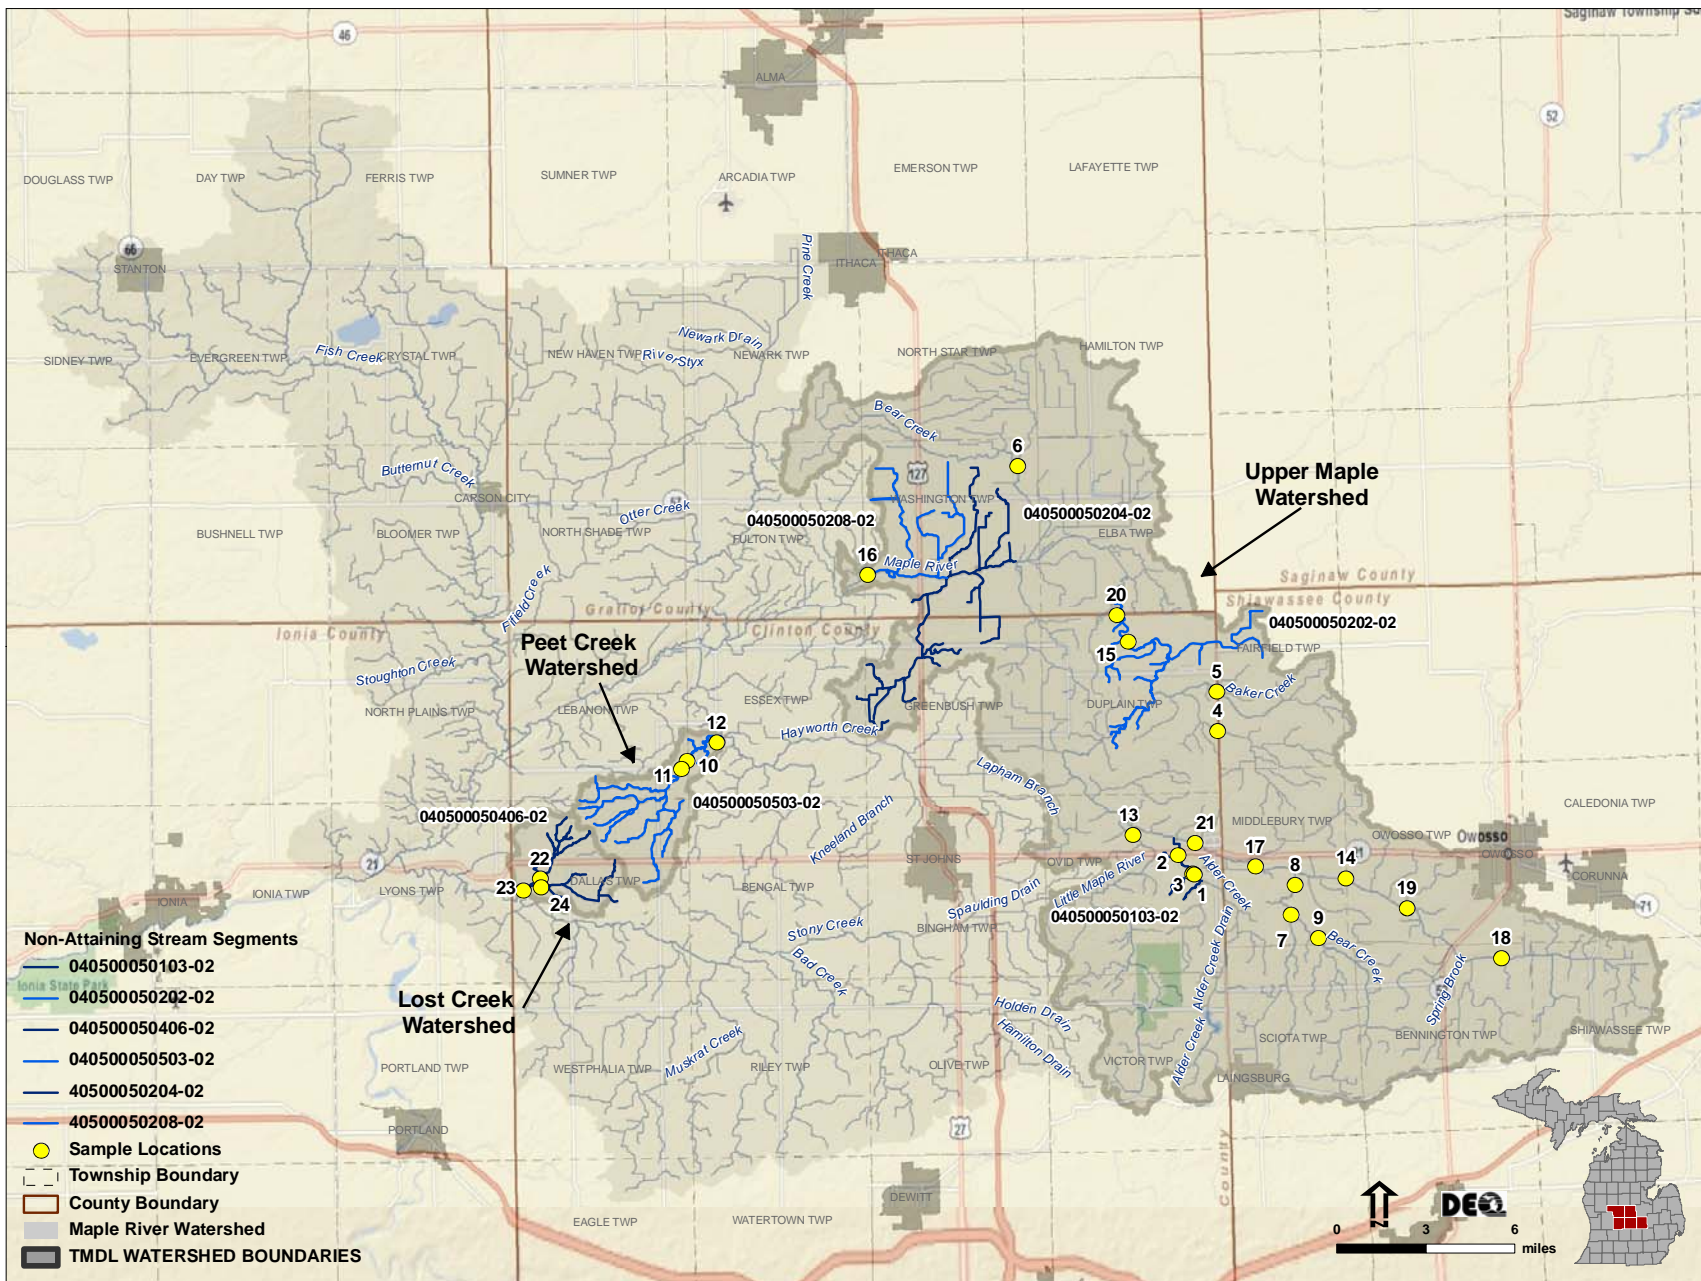 Saginaw Township So
46
ALMA
52
DOUGLASS TWP
DAY TWP
FERRIS TWP
SUMNER TWP
ARCADIA TWP
EMERSON TWP
LAFAYETTE TWP
66
STANTON
Pine Creek
ITHACA
ITHACA
SIDNEY TWP
EVERGREEN TWP
Fish Creek
CRYSTAL TWP
NEW HAVEN TWP
River Styx
Newark Drain
NEWARK TWP
NORTH STAR TWP
HAMILTON TWP
Bear Creek
6
Butternut Creek
CARSON CITY
127
WASHINGTON TWP
Upper Maple
Watershed
57
Otter Creek
040500050208-02
040500050204-02
BUSHNELL TWP
BLOOMER TWP
NORTH SHADE TWP
FULTON TWP
ELBA TWP
16
Maple River
Saginaw County
Shiawassee County
Fifield Creek
20
Gratiot County
Clinton County
Ionia County
040500050202-02
Peet Creek
Watershed
15
FAIRFIELD TWP
Stoughton Creek
5
Baker Creek
NORTH PLAINS TWP
LEBANON TWP
ESSEX TWP
GREENBUSH TWP
DUPLAIN TWP
4
12
Hayworth Creek
11
10
Lapham Branch
040500050406-02
040500050503-02
CALEDONIA TWP
Kneeland Branch
13
21
MIDDLEBURY TWP
OWOSSO TWP
Owosso
OWOSSO
21
22
ST JOHNS
OVID TWP
2
Alder Creek
17
8
14
21
23
IONIA
IONIA TWP
LYONS TWP
DALLAS TWP
BENGAL TWP
Little Maple River
3
1
19
CORUNNA
24
Spaulding Drain
040500050103-02
71
Stony Creek
BINGHAM TWP
7
9
Bear Creek
18
Non-Attaining Stream Segments
040500050103-02
040500050202-02
040500050406-02
040500050503-02
40500050204-02
40500050208-02
Sample Locations
Township Boundary
County Boundary
Maple River Watershed
TMDL WATERSHED BOUNDARIES
Ionia State Park
Lost Creek
Watershed
Bad Creek
Alder Creek Drain
Alder Creek
Spring Brook
Holden Drain
Hamilton Drain
Muskrat Creek
SCIOTA TWP
BENNINGTON TWP
SHIAWASSEE TWP
PORTLAND TWP
WESTPHALIA TWP
RILEY TWP
OLIVE TWP
VICTOR TWP
LAINGSBURG
PORTLAND
27
County
DEWITT
EAGLE TWP
WATERTOWN TWP
N
DEQ
0
3
6
miles